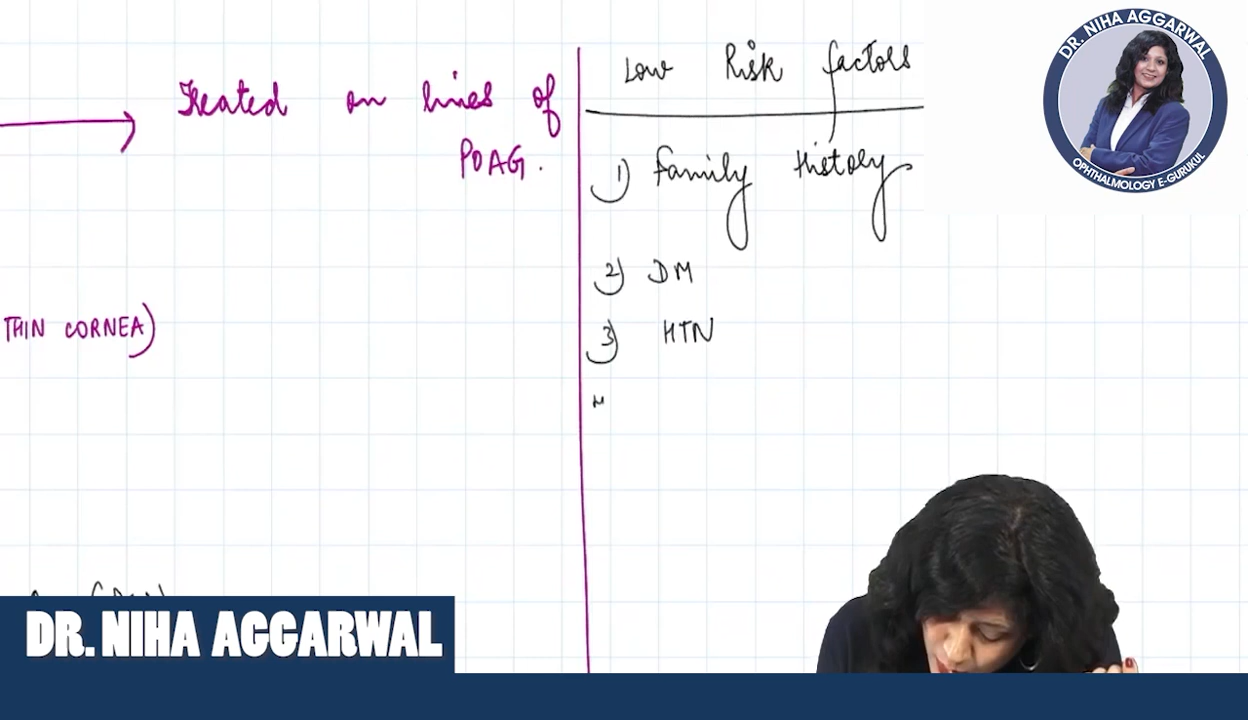 Treated on lines of
POAG.
THIN CORNEA)
Low Risk factors
1) Family History
2) DM
3) HTN
DR. NIHA AGGARWAL
OPHTHALMOLOGY E-GURUKUL
DR. NIHA AGGARWAL